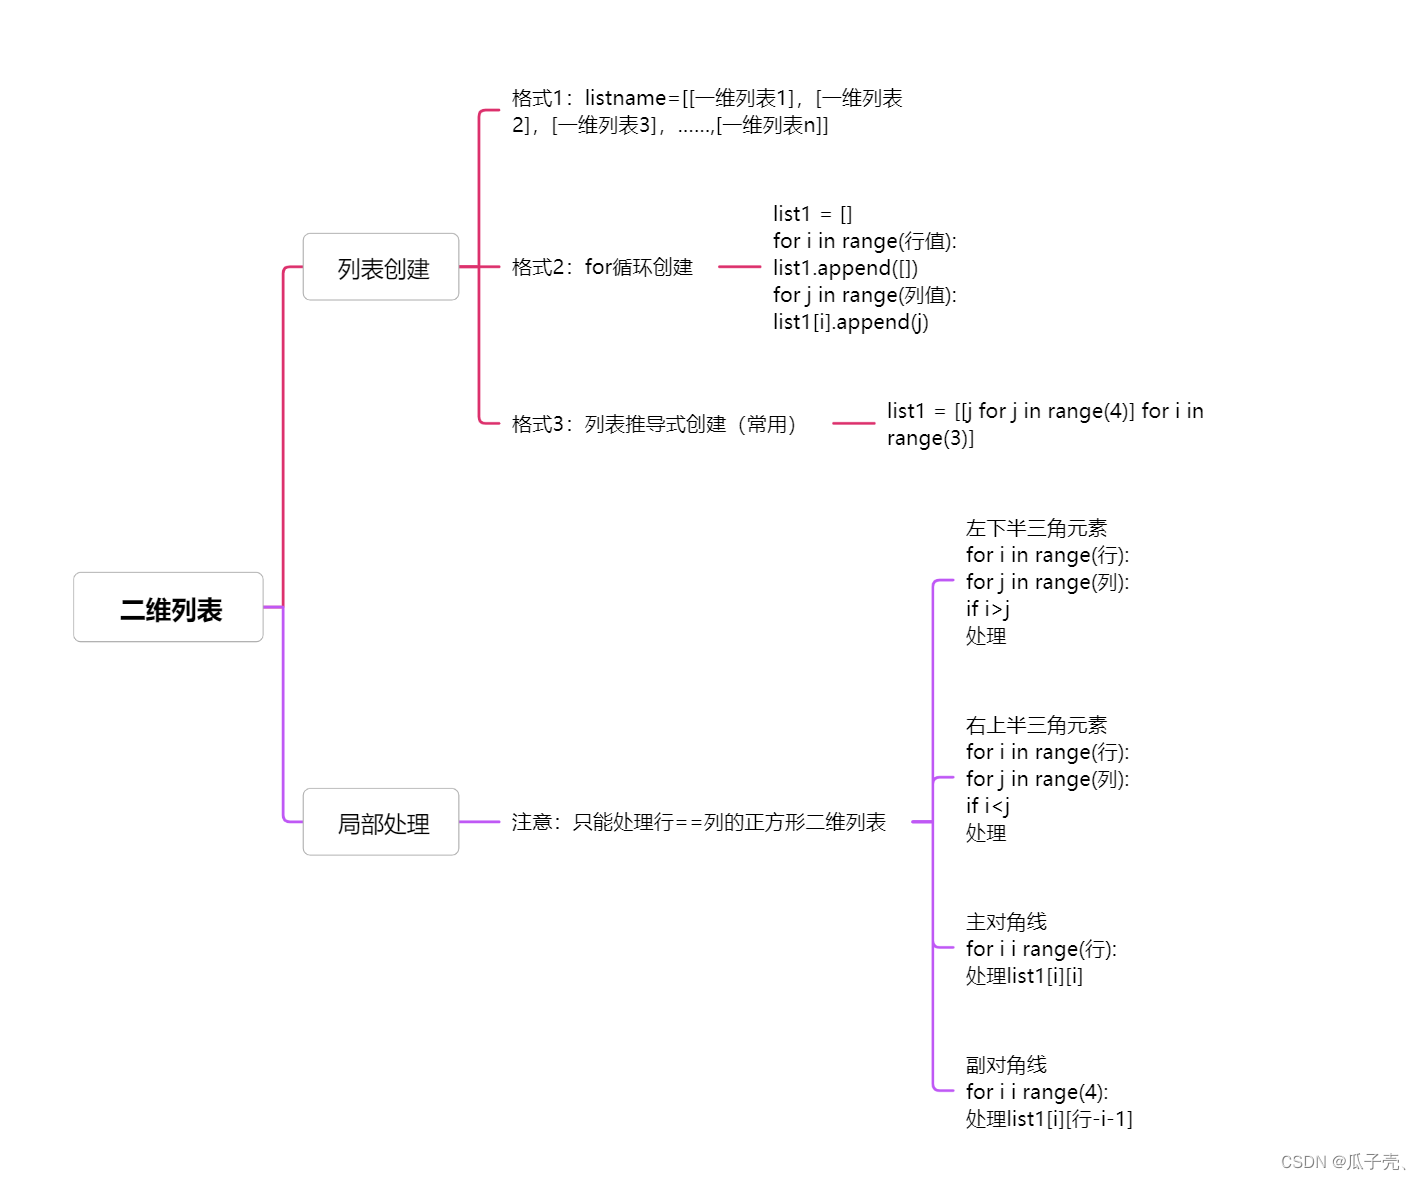 格式1：listname=[[一维列表1]，[一维列表
2]，[一维列表3]，......,[一维列表n]]
list1 = []
for i in range(行值):
list1.append([])
for j in range(列值):
list1[i].append(j)
列表创建
格式2：for循环创建
格式3：列表推导式创建（常用）
list1 = [[j for j in range(4)] for i in
range(3)]
二维列表
左下半三角元素
for i in range(行):
for j in range(列):
if i>j
处理
右上半三角元素
for i in range(行):
for j in range(列):
if i<j
处理
局部处理
注意：只能处理行==列的正方形二维列表
主对角线
for i i range(行):
处理list1[i][i]
副对角线
for i i range(4):
处理list1[i][行-i-1]
CSDN @瓜子壳、